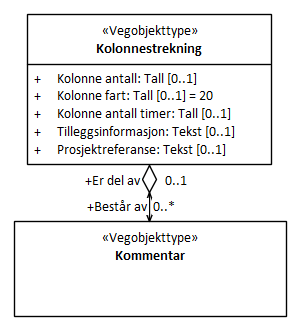 «Vegobjekttype»
Kolonnestrekning
+ Kolonne antall: Tall [0..1]
+ Kolonne fart: Tall [0..1] = 20
+ Kolonne antall timer: Tall [0..1]
+ Tilleggsinformasjon: Tekst [0..1]
+ Prosjektreferanse: Tekst [0..1]
+Er del av 0..1
+Består av 0..*
«Vegobjekttype»
Kommentar